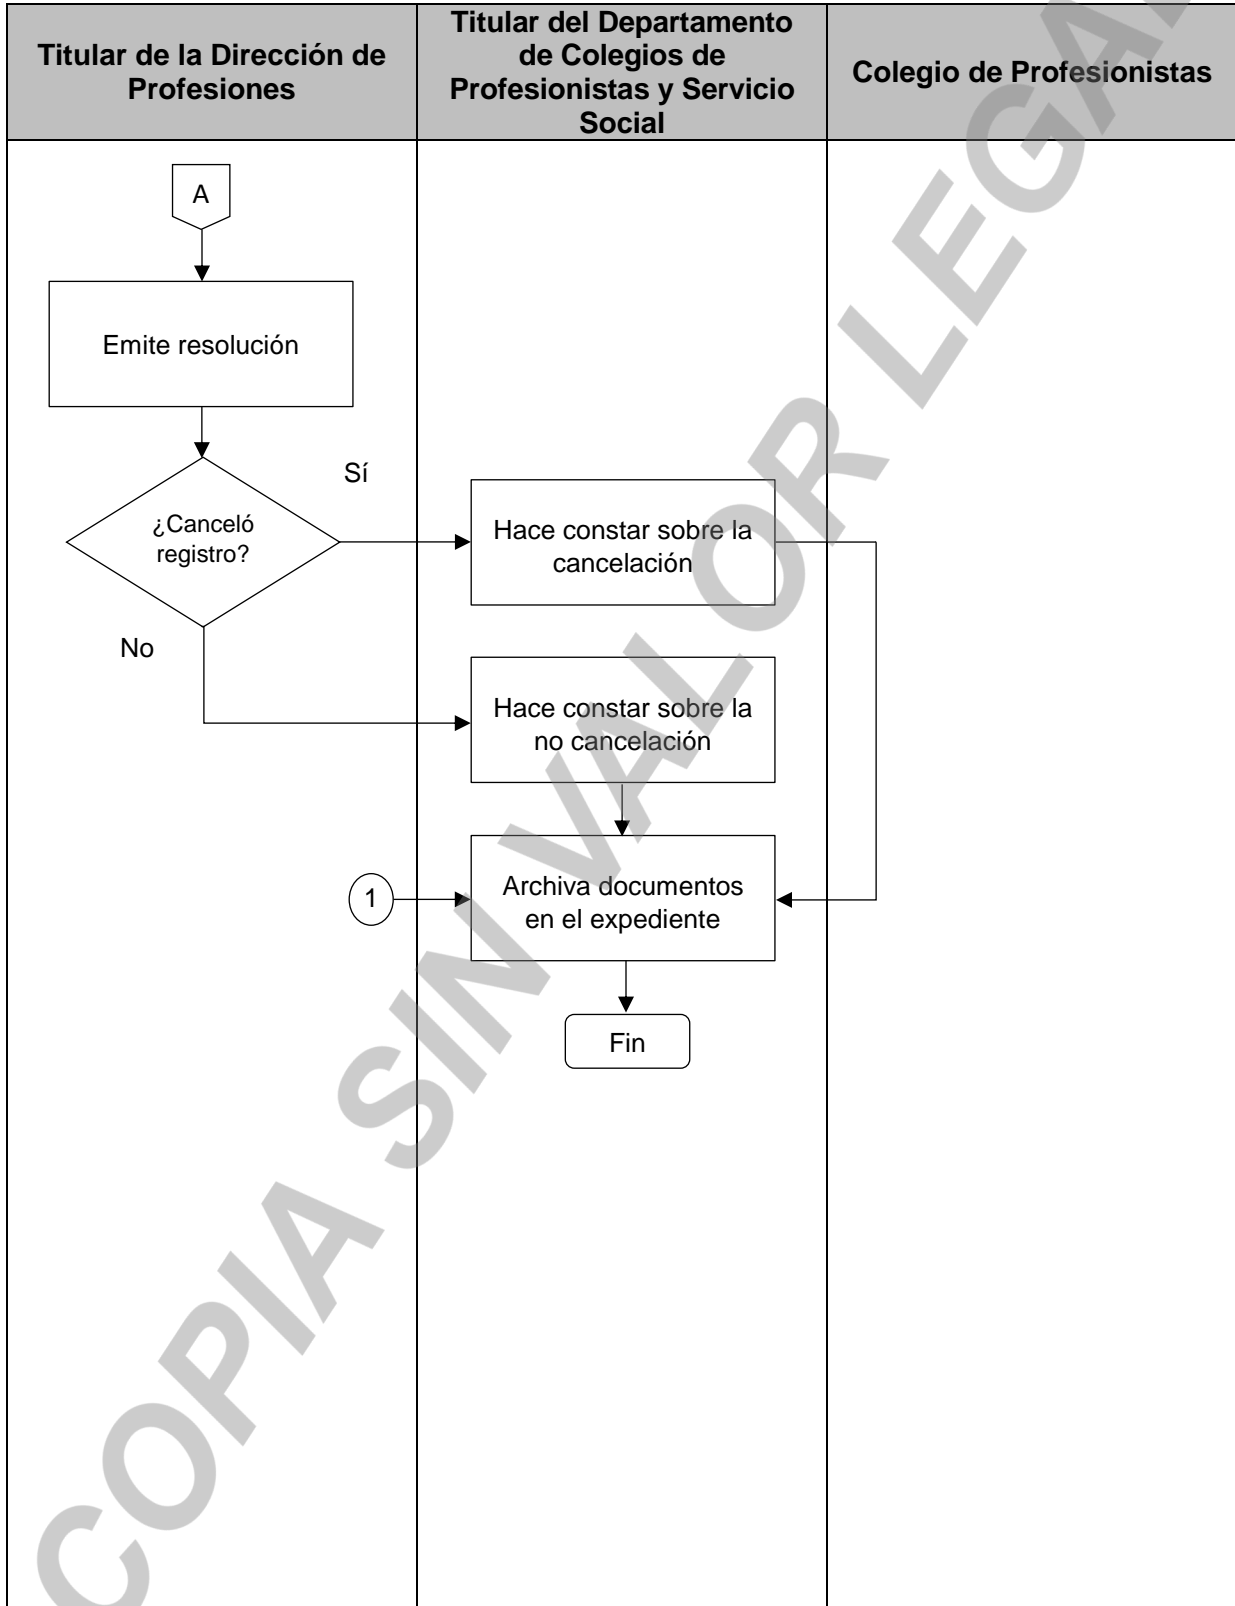 Titular de la Dirección de
Profesiones
Titular del Departamento
de Colegios de
Profesionistas y Servicio
Social
Colegio de Profesionistas
A
Emite resolución
¿Canceló
registro?
Sí
No
Hace constar sobre la
cancelación
Hace constar sobre la
no cancelación
1
Archiva documentos
en el expediente
Fin
COPIA SIN VALOR LEGAL